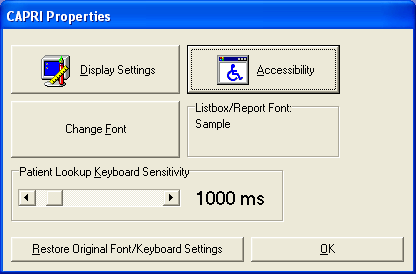 CAPRI Properties
Display Settings
Accessibility
Change Font
Listbox/Report Font:
Sample
Patient Lookup Keyboard Sensitivity
1000 ms
Restore Original Font/Keyboard Settings
OK